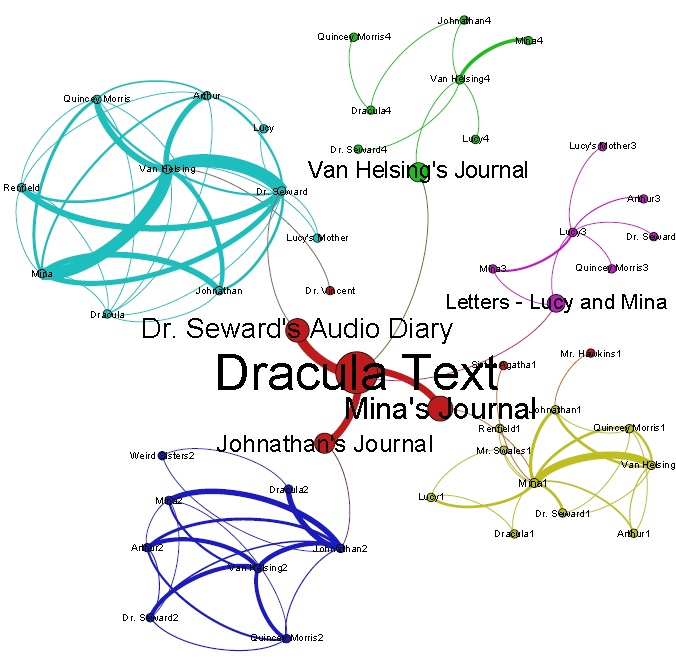 Johnathan4
Quincey Morris4
Mina4
Van Helsing4
Dracula4
Dr. Seward4
Lucy4
Van Helsing's Journal
Quincey Morris
Arthur
Lucy
Van Helsing
Renfield
Dr. Seward
Lucy's Mother
Mina
Johnathan
Dr. Vincent
Dracula
Lucy's Mother3
Arthur3
Lucy3
Dr. Seward
Mina3
Quincey Morris3
Letters - Lucy and Mina
Dr. Seward's Audio Diary
Dracula Text
Mina's Journal
Johnathan's Journal
Agatha1
Mr. Hawkins1
Johnathan1
Renfield1
Quincey Morris1
Mr. Swales1
Van Helsing
Mina1
Lucy1
Dr. Seward1
Dracula1
Arthur1
Weird Sisters2
Dracula2
Mina2
Arthur2
Johnathan2
Van Helsing2
Dr. Seward2
Quincey Morris2